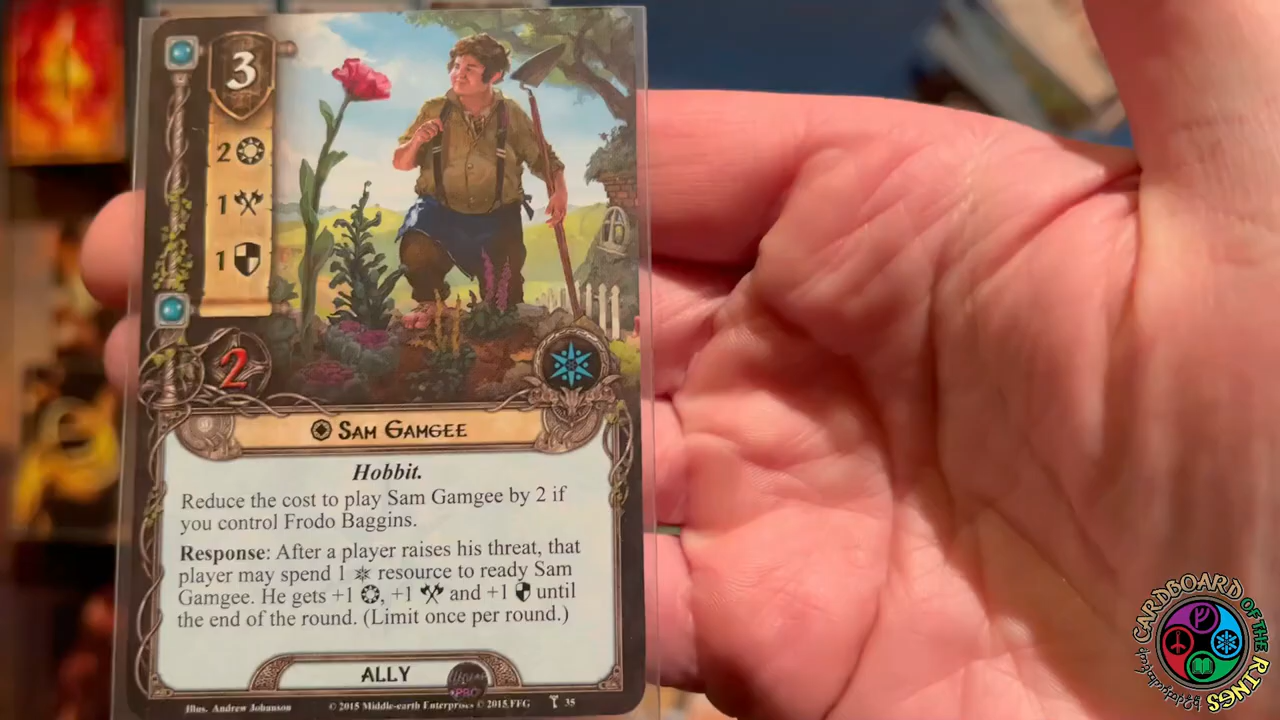 3
2
1
1
2
SAM GAMGEE
Hobbit.
Reduce the cost to play Sam Gamgee by 2 if
you control Frodo Baggins.
Response: After a player raises his threat, that
player may spend 1 resource to ready Sam
Gamgee. He gets +1 , +1 and +1 until
the end of the round. (Limit once per round.)
ALLY
PRO
Illus. Andrew Johanson
© 2015 Middle-earth Enterprises © 2015 FFG
35
CARDBOARD OF THE RINGS